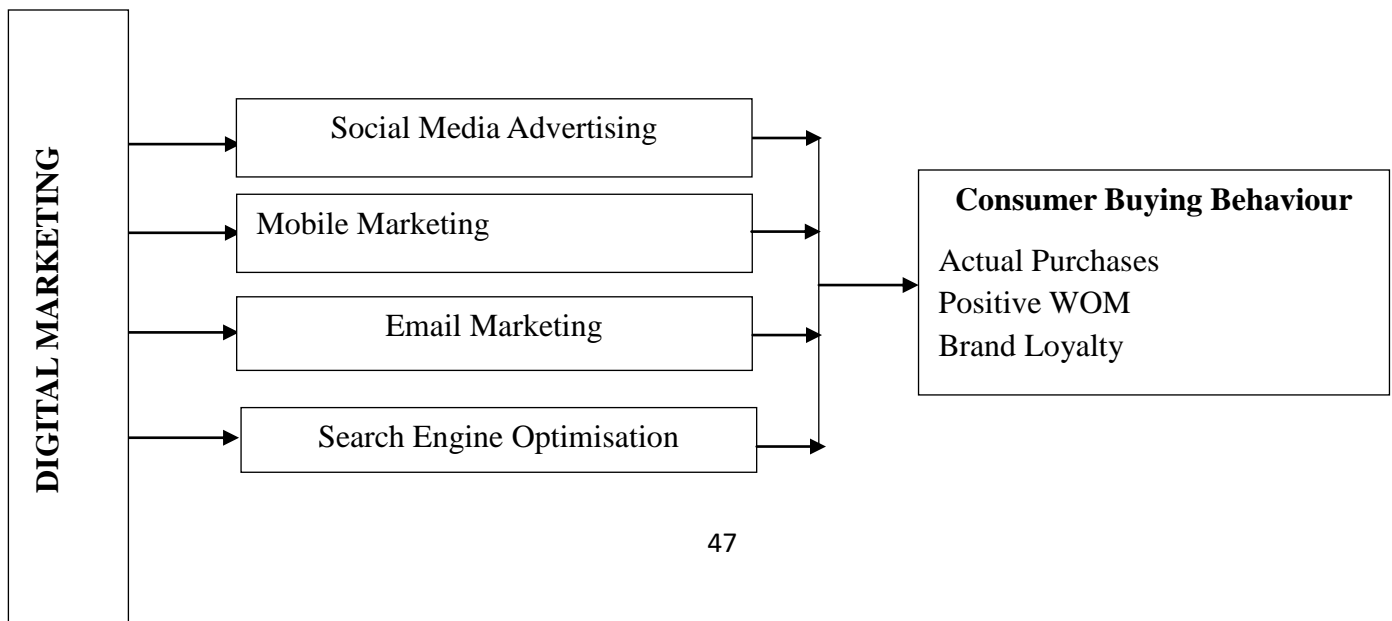 DIGITAL MARKETING
Social Media Advertising
Mobile Marketing
Email Marketing
Search Engine Optimisation
Consumer Buying Behaviour
Actual Purchases
Positive WOM
Brand Loyalty
47